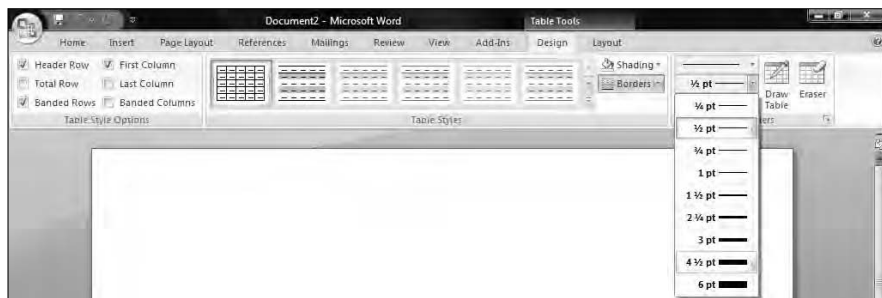 Document2 - Microsoft Word
Table Tools
Home Insert Page Layout References Mailings Review View Add-Ins Design Layout
Header Row First Column
Total Row Last Column
Banded Rows Banded Columns
Table Style Options
Table Styles
Shading
Borders
½ pt
Draw Table
Eraser
¼ pt
½ pt
¾ pt
1 pt
1 ½ pt
2 ¼ pt
3 pt
4 ½ pt
6 pt